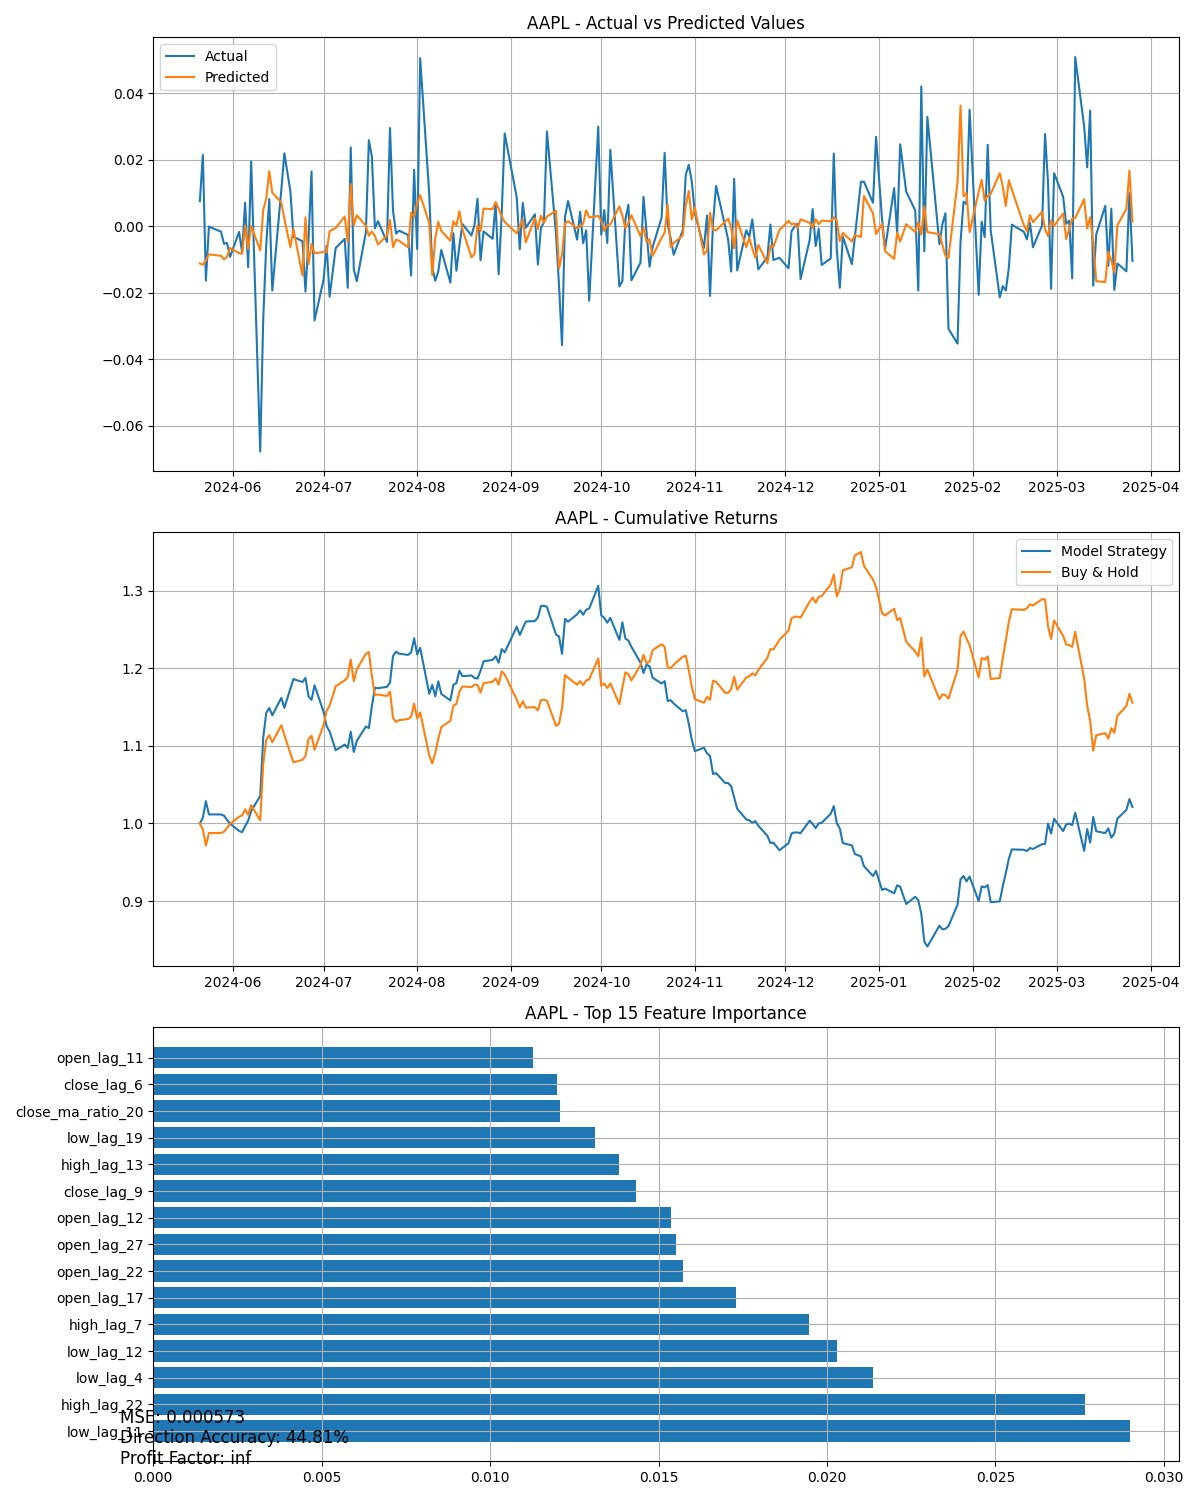 AAPL - Actual vs Predicted Values
Actual
Predicted
0.04
0.02
0.00
−0.02
−0.04
−0.06
2024-06 2024-07 2024-08 2024-09 2024-10 2024-11 2024-12 2025-01 2025-02 2025-03 2025-04
AAPL - Cumulative Returns
Model Strategy
Buy & Hold
1.3
1.2
1.1
1.0
0.9
2024-06 2024-07 2024-08 2024-09 2024-10 2024-11 2024-12 2025-01 2025-02 2025-03 2025-04
AAPL - Top 15 Feature Importance
open_lag_11
close_lag_6
close_ma_ratio_20
low_lag_19
high_lag_13
close_lag_9
open_lag_12
open_lag_27
open_lag_22
open_lag_17
high_lag_7
low_lag_12
low_lag_4
high_lag_22
MSE: 0.000573
low_lag_11
Direction Accuracy: 44.81%
Profit Factor: inf
0.000 0.005 0.010 0.015 0.020 0.025 0.030